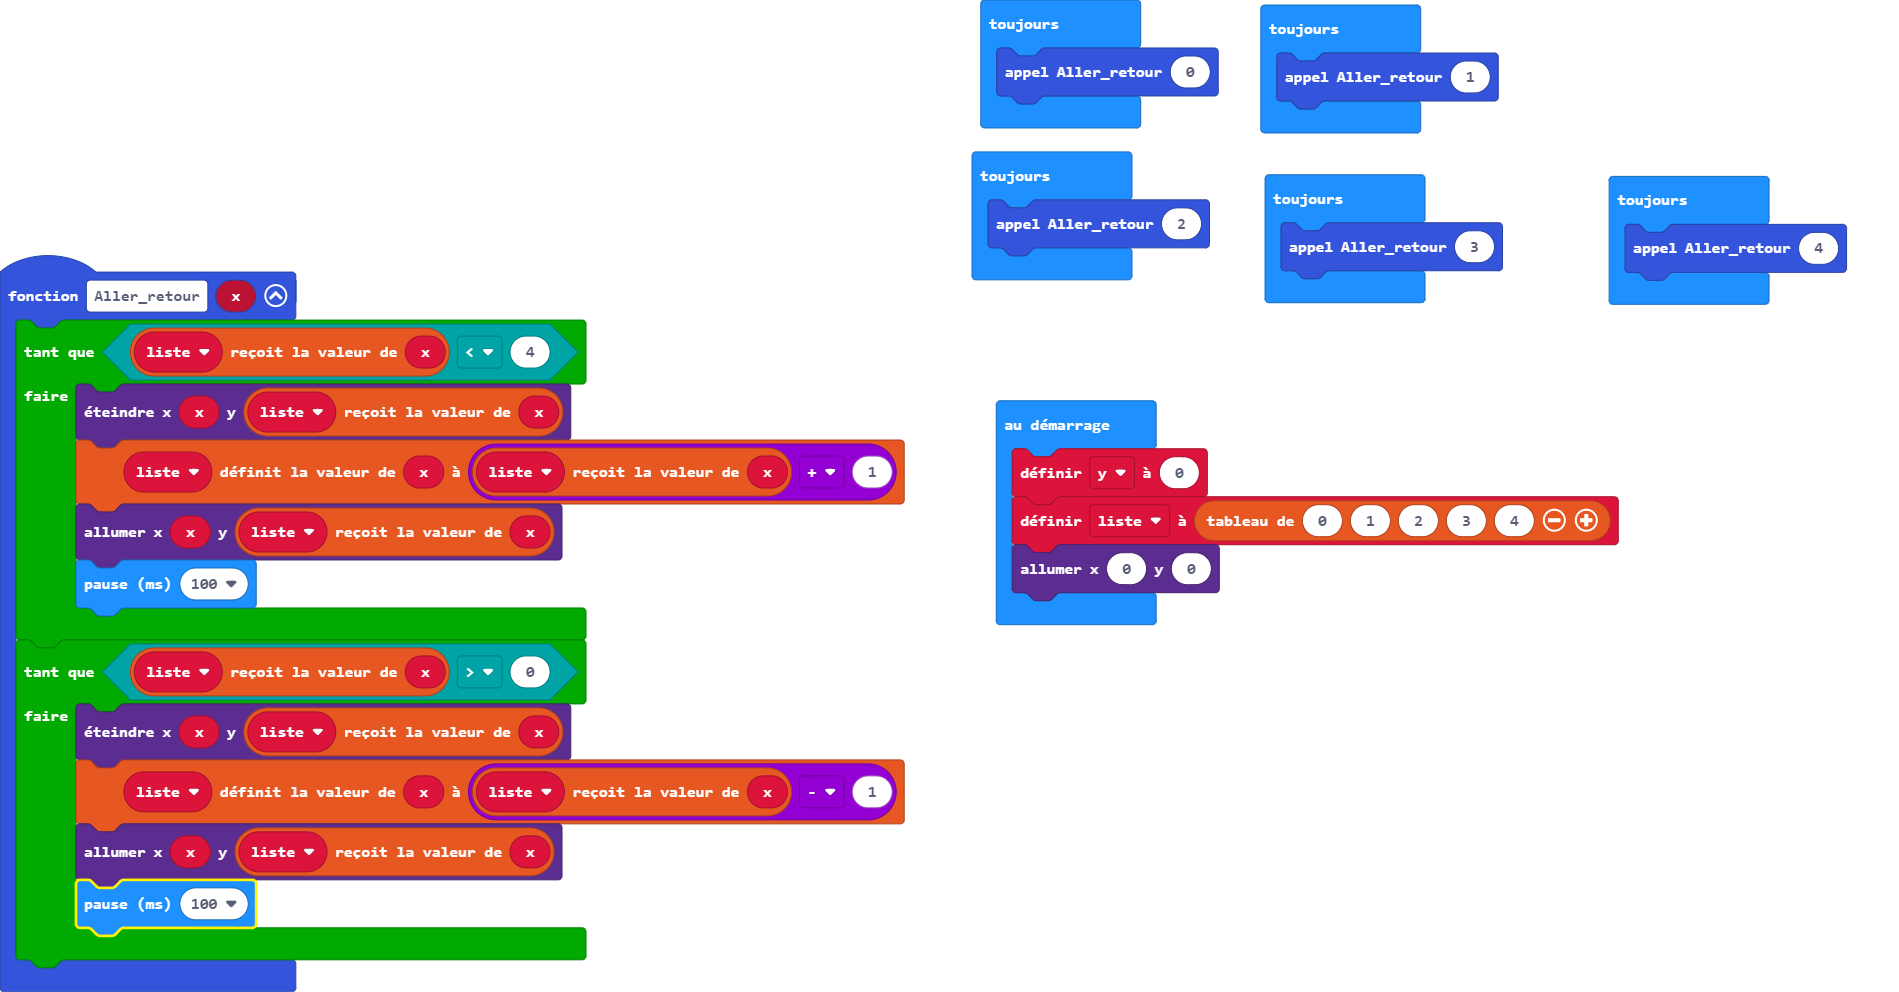 toujours
appel Aller_retour 0
toujours
appel Aller_retour 1
toujours
appel Aller_retour 2
toujours
appel Aller_retour 3
toujours
appel Aller_retour 4
fonction Aller_retour x
tant que liste reçoit la valeur de x < 4
faire
éteindre x x y liste reçoit la valeur de x
liste définit la valeur de x à liste reçoit la valeur de x + 1
allumer x x y liste reçoit la valeur de x
pause (ms) 100
tant que liste reçoit la valeur de x > 0
faire
éteindre x x y liste reçoit la valeur de x
liste définit la valeur de x à liste reçoit la valeur de x - 1
allumer x x y liste reçoit la valeur de x
pause (ms) 100
au démarrage
définir y à 0
définir liste à tableau de 0 1 2 3 4
allumer x 0 y 0